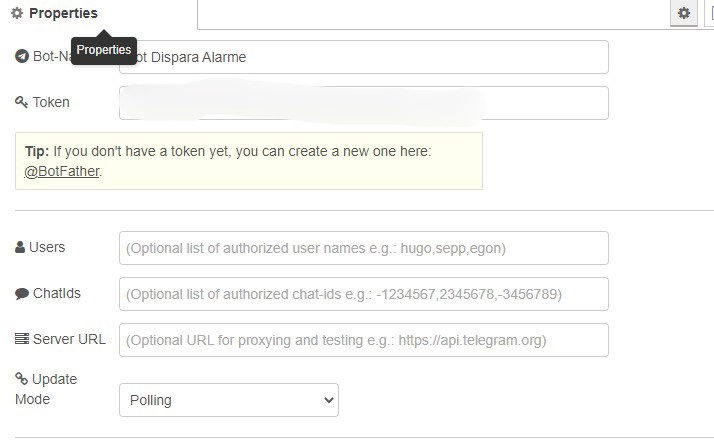 Properties
Properties
Bot-Na
ot Dispara Alarme
Token
Tip: If you don't have a token yet, you can create a new one here:
@BotFather.
Users
(Optional list of authorized user names e.g.: hugo,sepp,egon)
ChatIds
(Optional list of authorized chat-ids e.g.: -1234567,2345678,-3456789)
Server URL
(Optional URL for proxying and testing e.g.: https://api.telegram.org)
Update
Mode
Polling